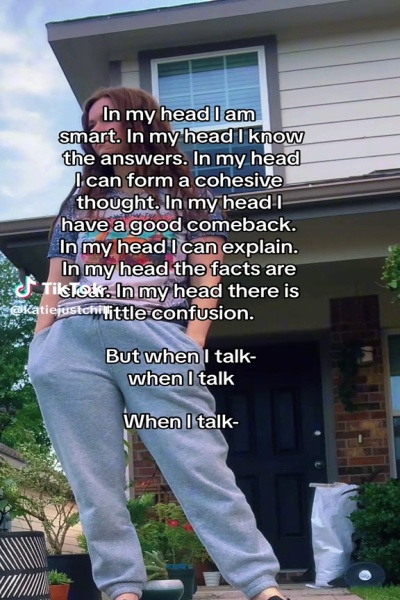 In my head I am
smart. In my head I know
the answers. In my head
I can form a cohesive
thought. In my head I
have a good comeback.
In my head I can explain.
In my head the facts are
clear. In my head there is
little confusion.
But when I talk-
when I talk
When I talk-
TikTok